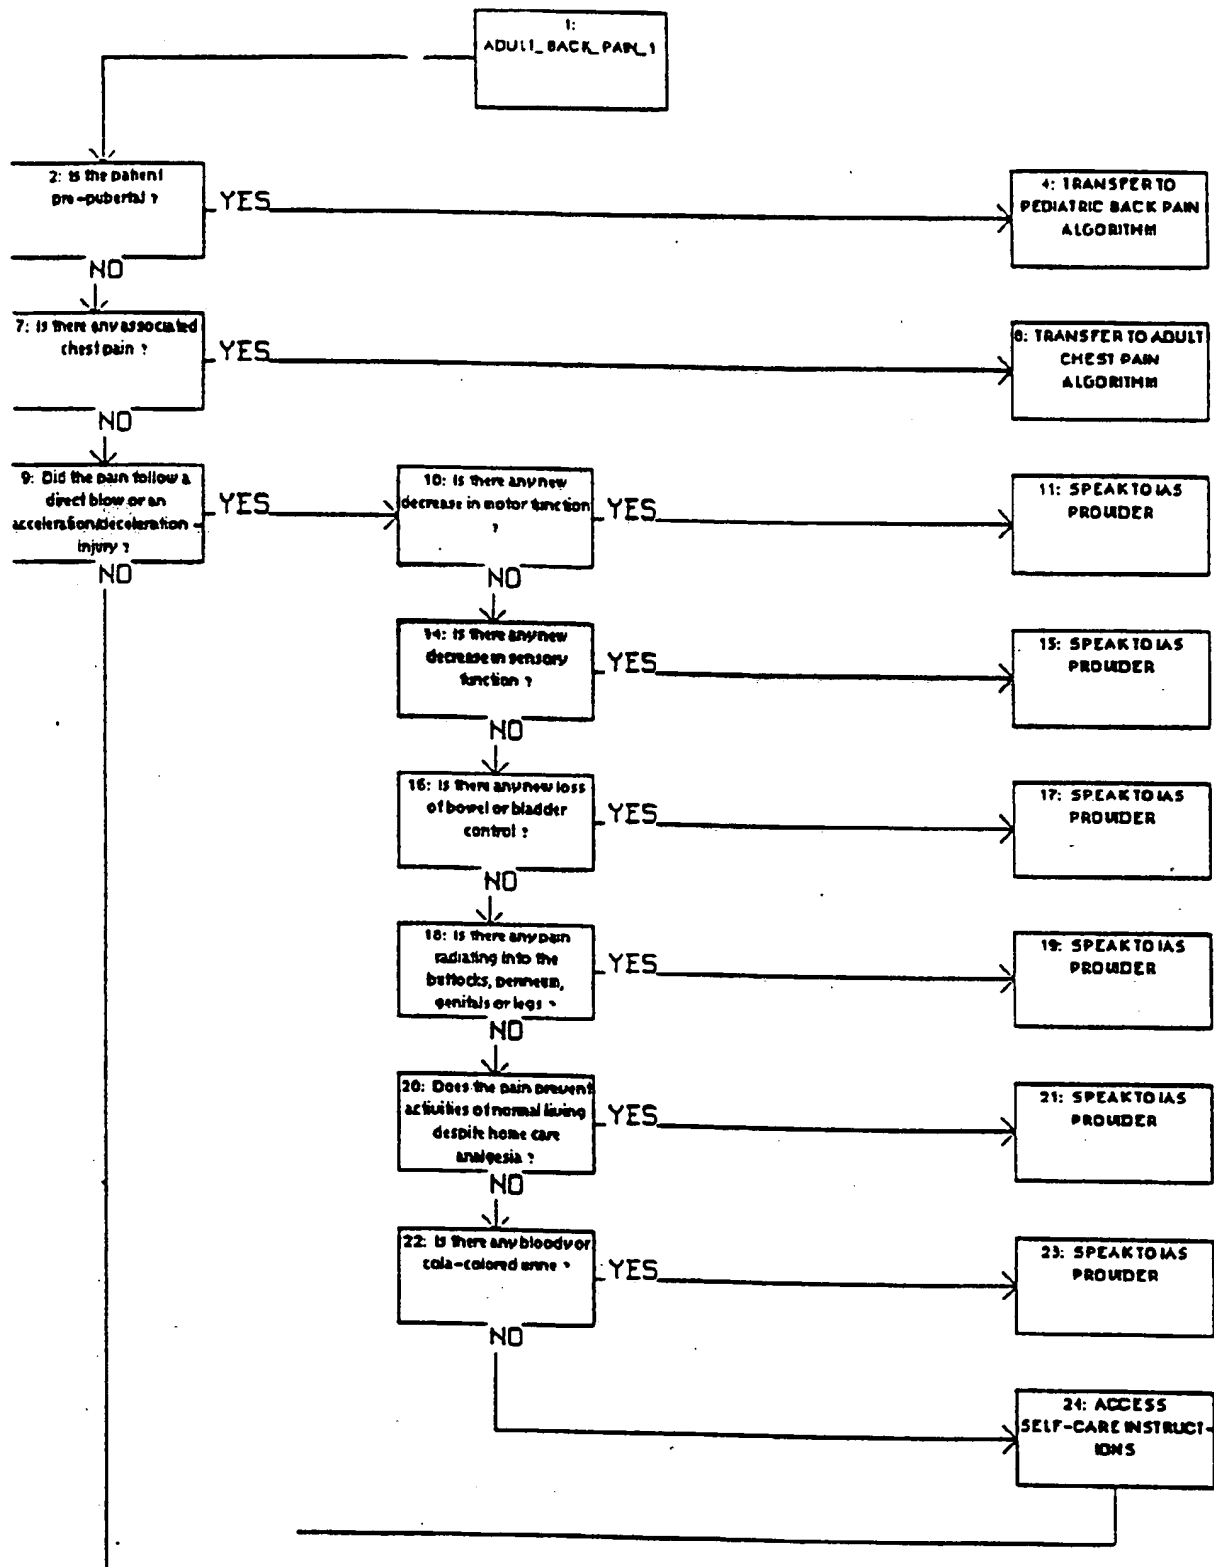 1:
ADULT_BACK_PAIN_1
2: Is the patient
pre-pubertal ?
YES
4: TRANSFER TO
PEDIATRIC BACK PAIN
ALGORITHM
NO
7: Is there any associated
chest pain ?
YES
8: TRANSFER TO ADULT
CHEST PAIN
ALGORITHM
NO
9: Did the pain follow a
direct blow or an
acceleration/deceleration
injury ?
YES
10: Is there any new
decrease in motor function
?
YES
11: SPEAK TO IAS
PROVIDER
NO
NO
14: Is there any new
decrease in sensory
function ?
YES
15: SPEAK TO IAS
PROVIDER
NO
16: Is there any new loss
of bowel or bladder
control ?
YES
17: SPEAK TO IAS
PROVIDER
NO
18: Is there any pain
radiating into the
buttocks, perineum,
genitals or legs ?
YES
19: SPEAK TO IAS
PROVIDER
NO
20: Does the pain prevent
activities of normal living
despite home care
analgesia ?
YES
21: SPEAK TO IAS
PROVIDER
NO
22: Is there any bloody or
cola-colored urine ?
YES
23: SPEAK TO IAS
PROVIDER
NO
24: ACCESS
SELF-CARE INSTRUCT-
IONS